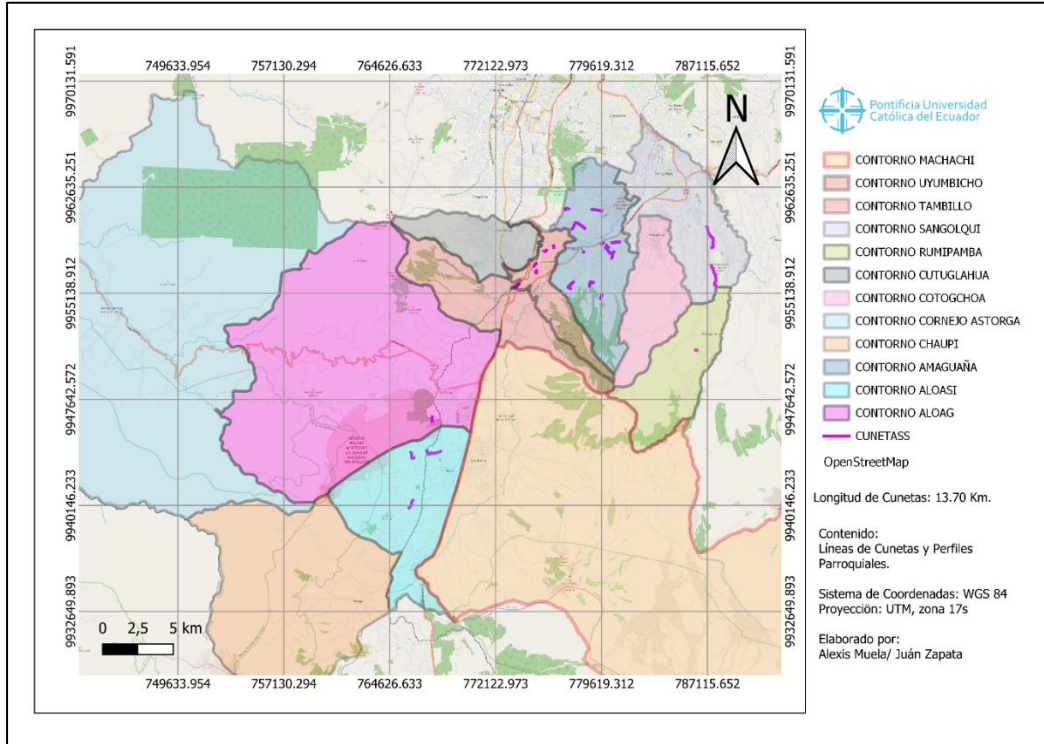 749633.954 757130.294 764626.633 772122.973 779619.312 787115.652
9970131.591
9962635.251
9955138.912
9947642.572
9940146.233
9932649.893
9970131.591
9962635.251
9955138.912
9947642.572
9940146.233
9932649.893
N
0 2,5 5 km
749633.954 757130.294 764626.633 772122.973 779619.312 787115.652
Pontificia Universidad
Católica del Ecuador
CONTORNO MACHACHI
CONTORNO UYUMBICHO
CONTORNO TAMBILLO
CONTORNO SANGOLQUI
CONTORNO RUMIPAMBA
CONTORNO CUTUGLAHUA
CONTORNO COTOGCHOA
CONTORNO CORNEJO ASTORGA
CONTORNO CHAUPI
CONTORNO AMAGUAÑA
CONTORNO ALOASI
CONTORNO ALOAG
CUNETASS
OpenStreetMap
Longitud de Cunetas: 13.70 Km.
Contenido:
Líneas de Cunetas y Perfiles
Parroquiales.
Sistema de Coordenadas: WGS 84
Proyección: UTM, zona 17s
Elaborado por:
Alexis Muela/ Juán Zapata